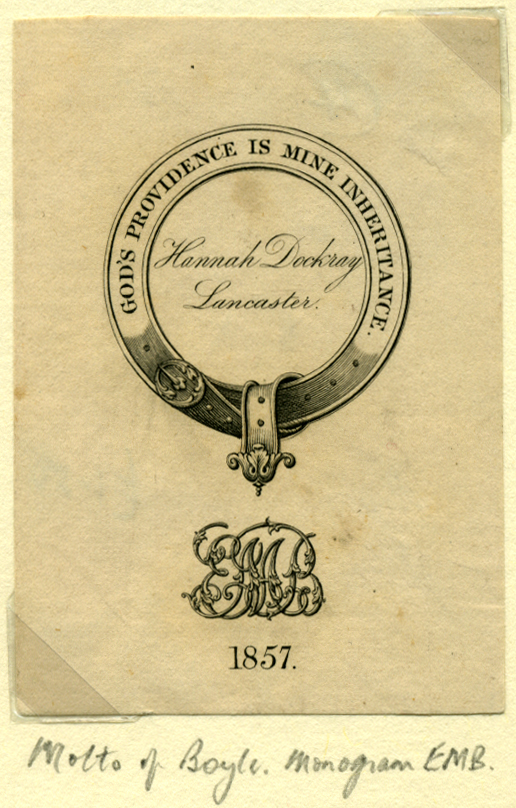 GOD'S PROVIDENCE IS MINE INHERITANCE.
Hannah Dockray
Lancaster.
EMB
1857.
Motto of Boyle. Monogram EMB.